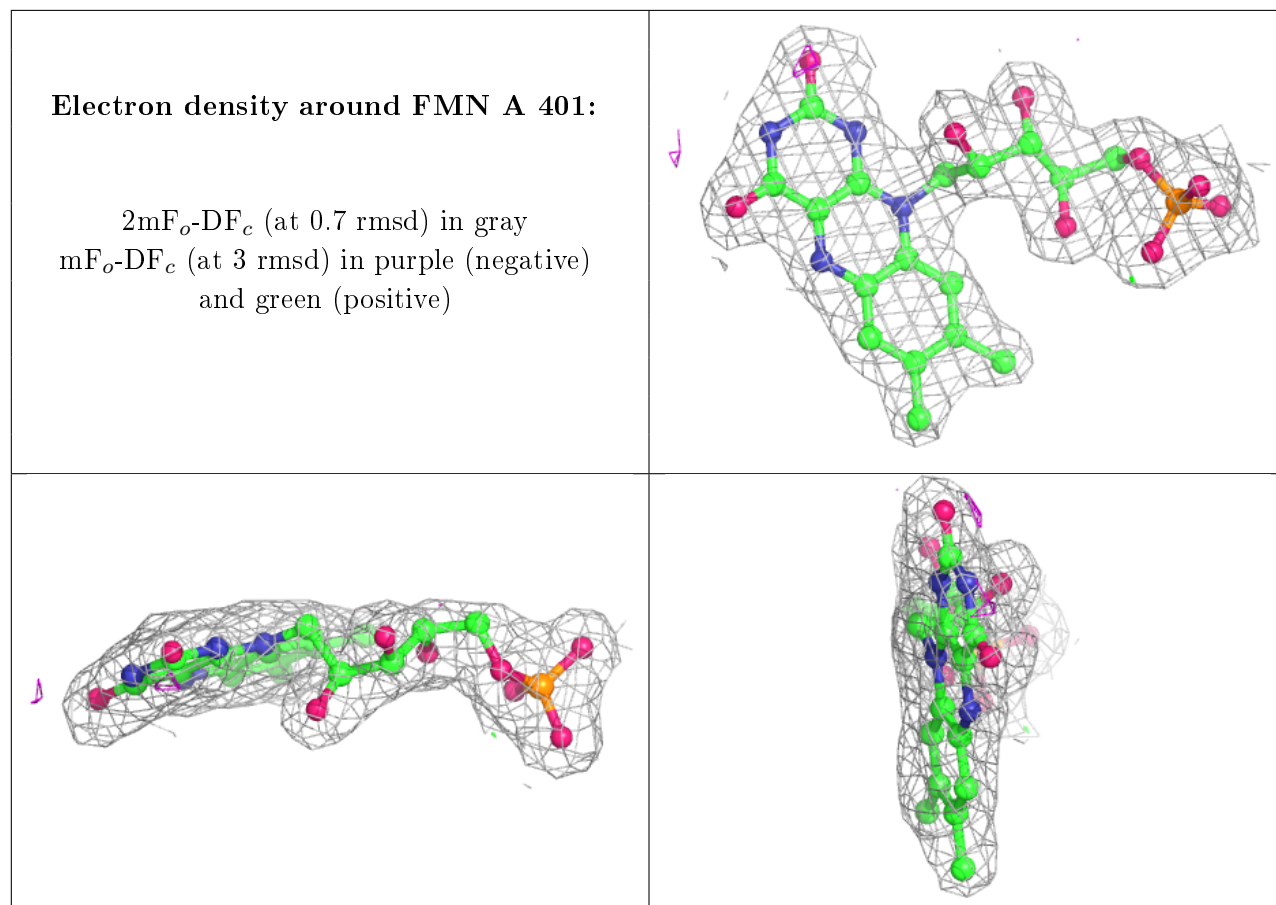 Electron density around FMN A 401:
2mFo-DFc (at 0.7 rmsd) in gray
mFo-DFc (at 3 rmsd) in purple (negative)
and green (positive)